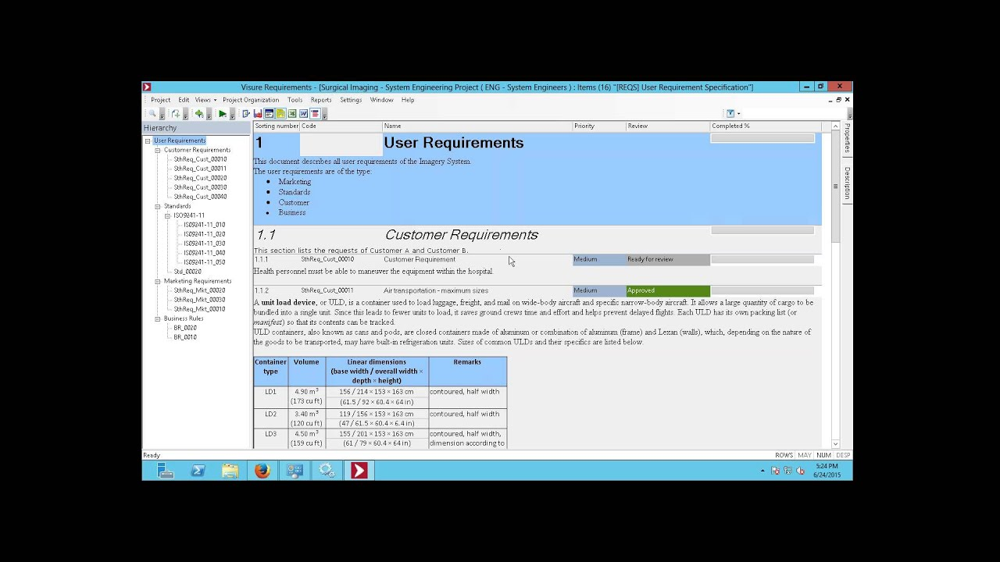 Visure Requirements - [Surgical Imaging - System Engineering Project ( ENG - System Engineers ) : Items (16) "[REQS] User Requirement Specification"]
Project Edit Views Project Organization Tools Reports Settings Window Help
Hierarchy
User Requirements
Customer Requirements
SthReq_Cust_00010
SthReq_Cust_00011
SthReq_Cust_00020
SthReq_Cust_00030
SthReq_Cust_00040
Standards
ISO9241-11
IS09241-11_010
IS09241-11_020
IS09241-11_030
IS09241-11_040
IS09241-11_050
Std_00020
Marketing Requirements
SthReq_Mkt_00020
SthReq_Mkt_00030
SthReq_Mkt_00010
Business Rules
BR_0020
BR_0010
Sorting number Code Name Priority Review Completed %
1 User Requirements
This document describes all user requirements of the Imagery System.
The user requirements are of the type:
• Marketing
• Standards
• Customer
• Business
1.1 Customer Requirements
This section lists the requests of Customer A and Customer B.
1.1.1 SthReq_Cust_00010 Customer Requirement Medium Ready for review
Health personnel must be able to maneuver the equipment within the hospital.
1.1.2 SthReq_Cust_00011 Air transportation - maximum sizes Medium Approved
A unit load device, or ULD, is a container used to load luggage, freight, and mail on wide-body aircraft and specific narrow-body aircraft. It allows a large quantity of cargo to be
bundled into a single unit. Since this leads to fewer units to load, it saves ground crews time and effort and helps prevent delayed flights. Each ULD has its own packing list (or
manifest) so that its contents can be tracked.
ULD containers, also known as cans and pods, are closed containers made of aluminum or combination of aluminum (frame) and Lexan (walls), which, depending on the nature of
the goods to be transported, may have built-in refrigeration units. Sizes of common ULDs and their specifics are listed below.
Container Volume Linear dimensions Remarks
type (base width / overall width ×
depth × height)
LD1 4.90 m³ 156 / 214 × 153 × 163 cm contoured, half width
(173 cu ft) (61.5 / 92 × 60.4 × 64 in)
LD2 3.40 m³ 119 / 156 × 153 × 163 cm contoured, half width
(120 cu ft) (47 / 61.5 × 60.4 × 6.4 in)
LD3 4.50 m³ 155 / 201 × 153 × 163 cm contoured, half width,
(159 cu ft) (61 / 79 × 60.4 × 64 in) dimension according to
Properties
Description
Ready
ROWS MAY NUM DESP
5:24 PM
6/24/2015